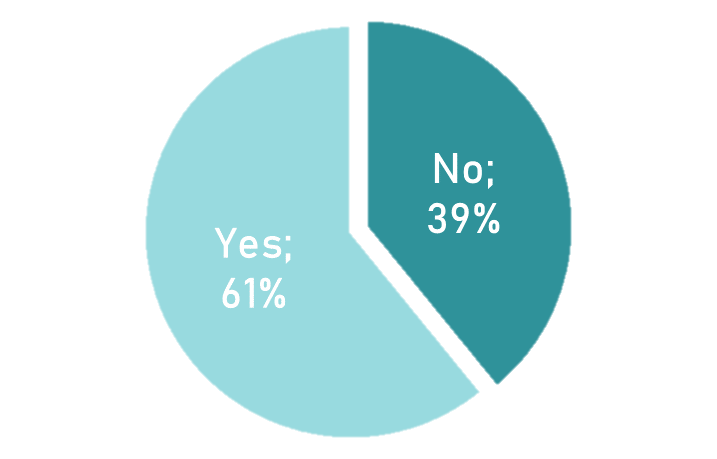 No;
39%
Yes;
61%